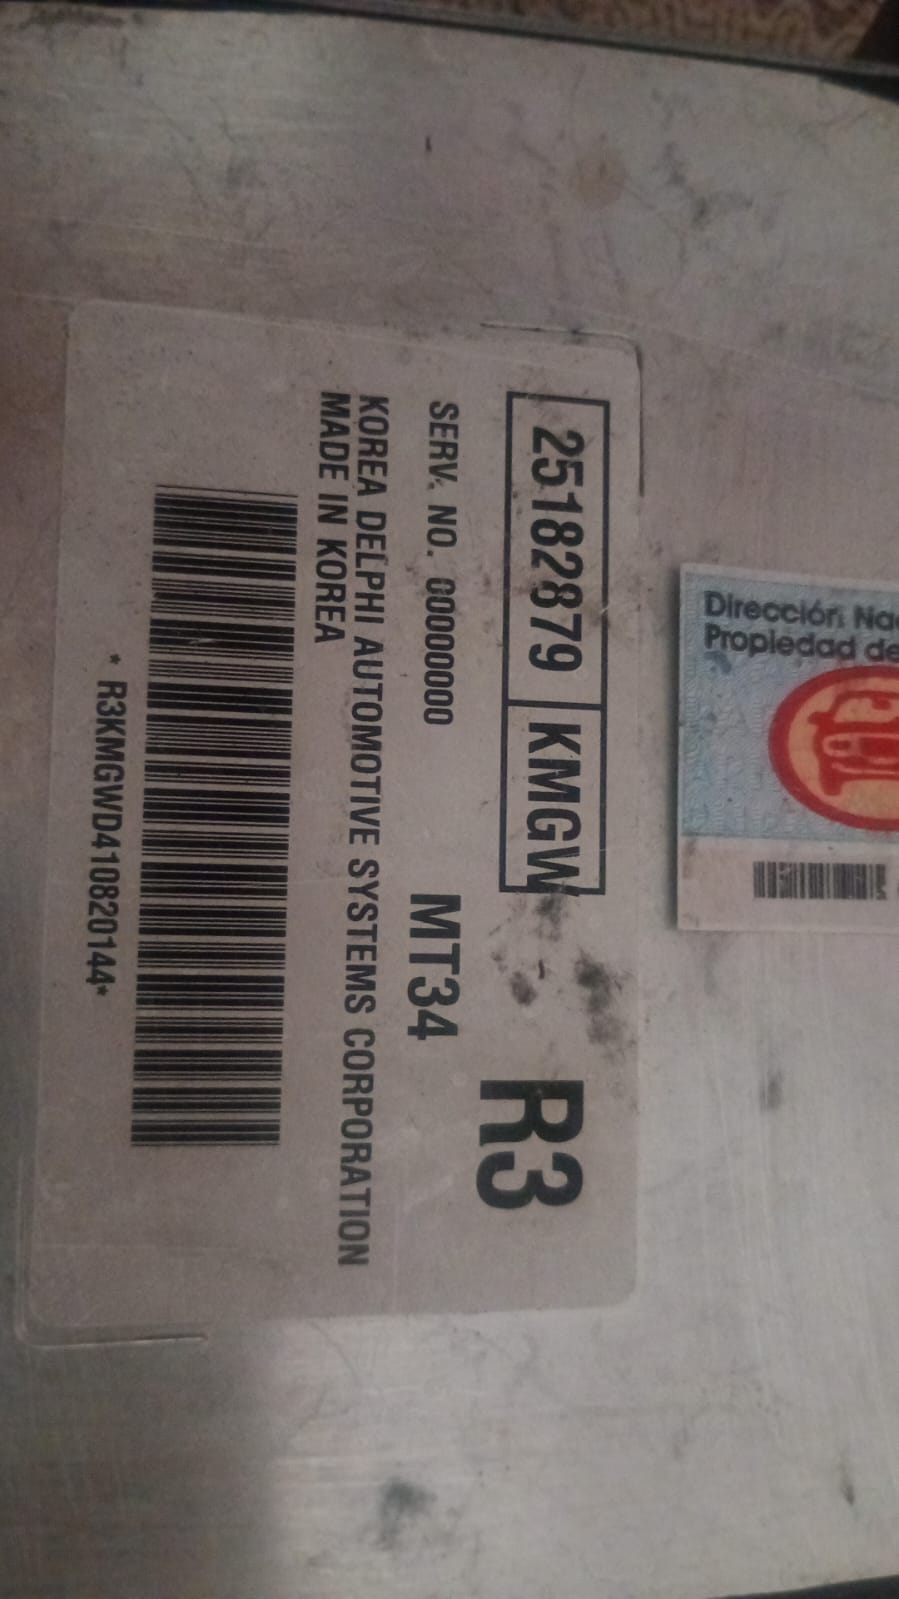 25182879 KMGW
R3
SERV. NO. 00000000
MT34
KOREA DELPHI AUTOMOTIVE SYSTEMS CORPORATION
MADE IN KOREA
* R3KMGWD410820144*
Dirección Nac
Propiedad de